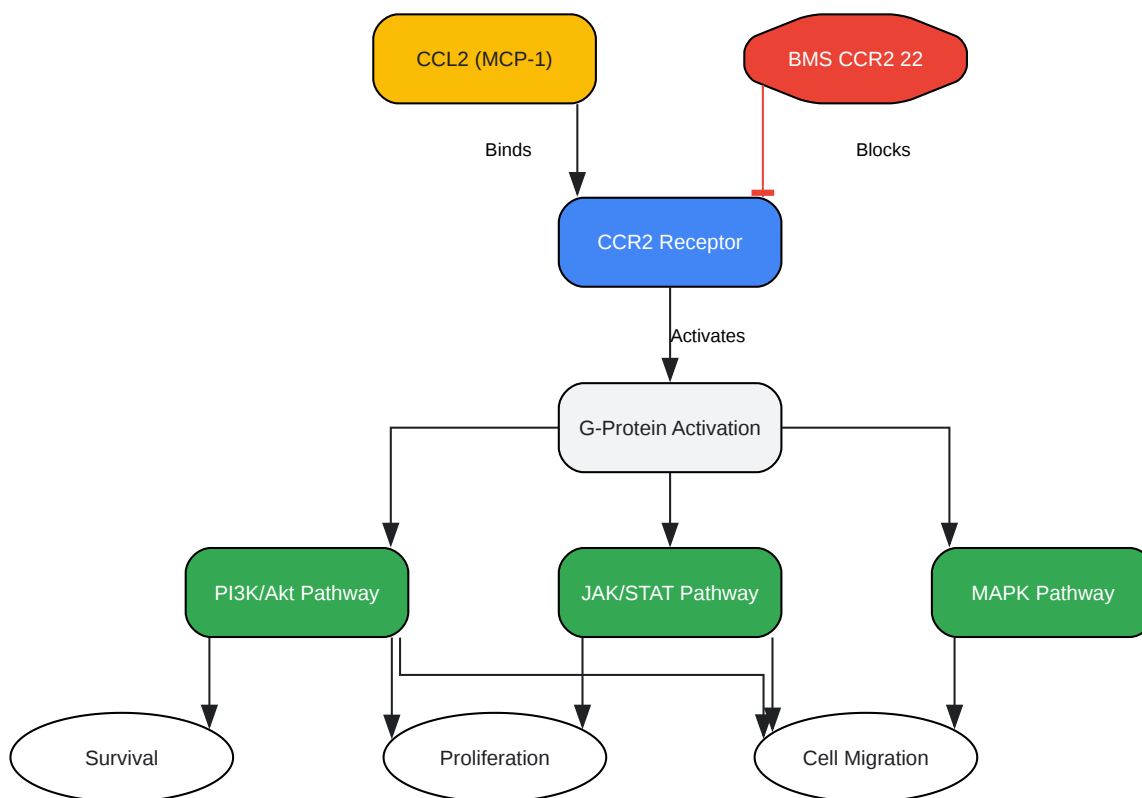 CCL2 (MCP-1)
BMS CCR2 22
Binds
Blocks
CCR2 Receptor
Activates
G-Protein Activation
PI3K/Akt Pathway
JAK/STAT Pathway
MAPK Pathway
Survival
Proliferation
Cell Migration